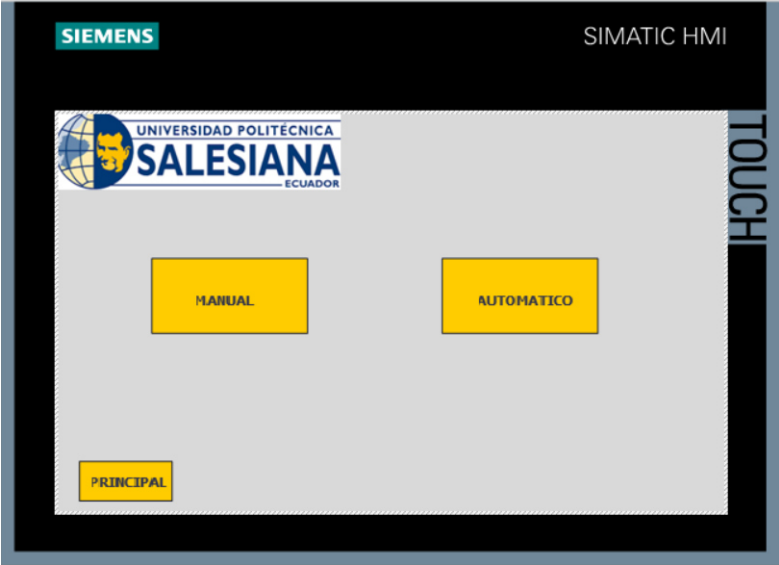 SIEMENS
SIMATIC HMI
TOUCH
UNIVERSIDAD POLITÉCNICA
SALESIANA
ECUADOR
MANUAL
AUTOMATICO
PRINCIPAL